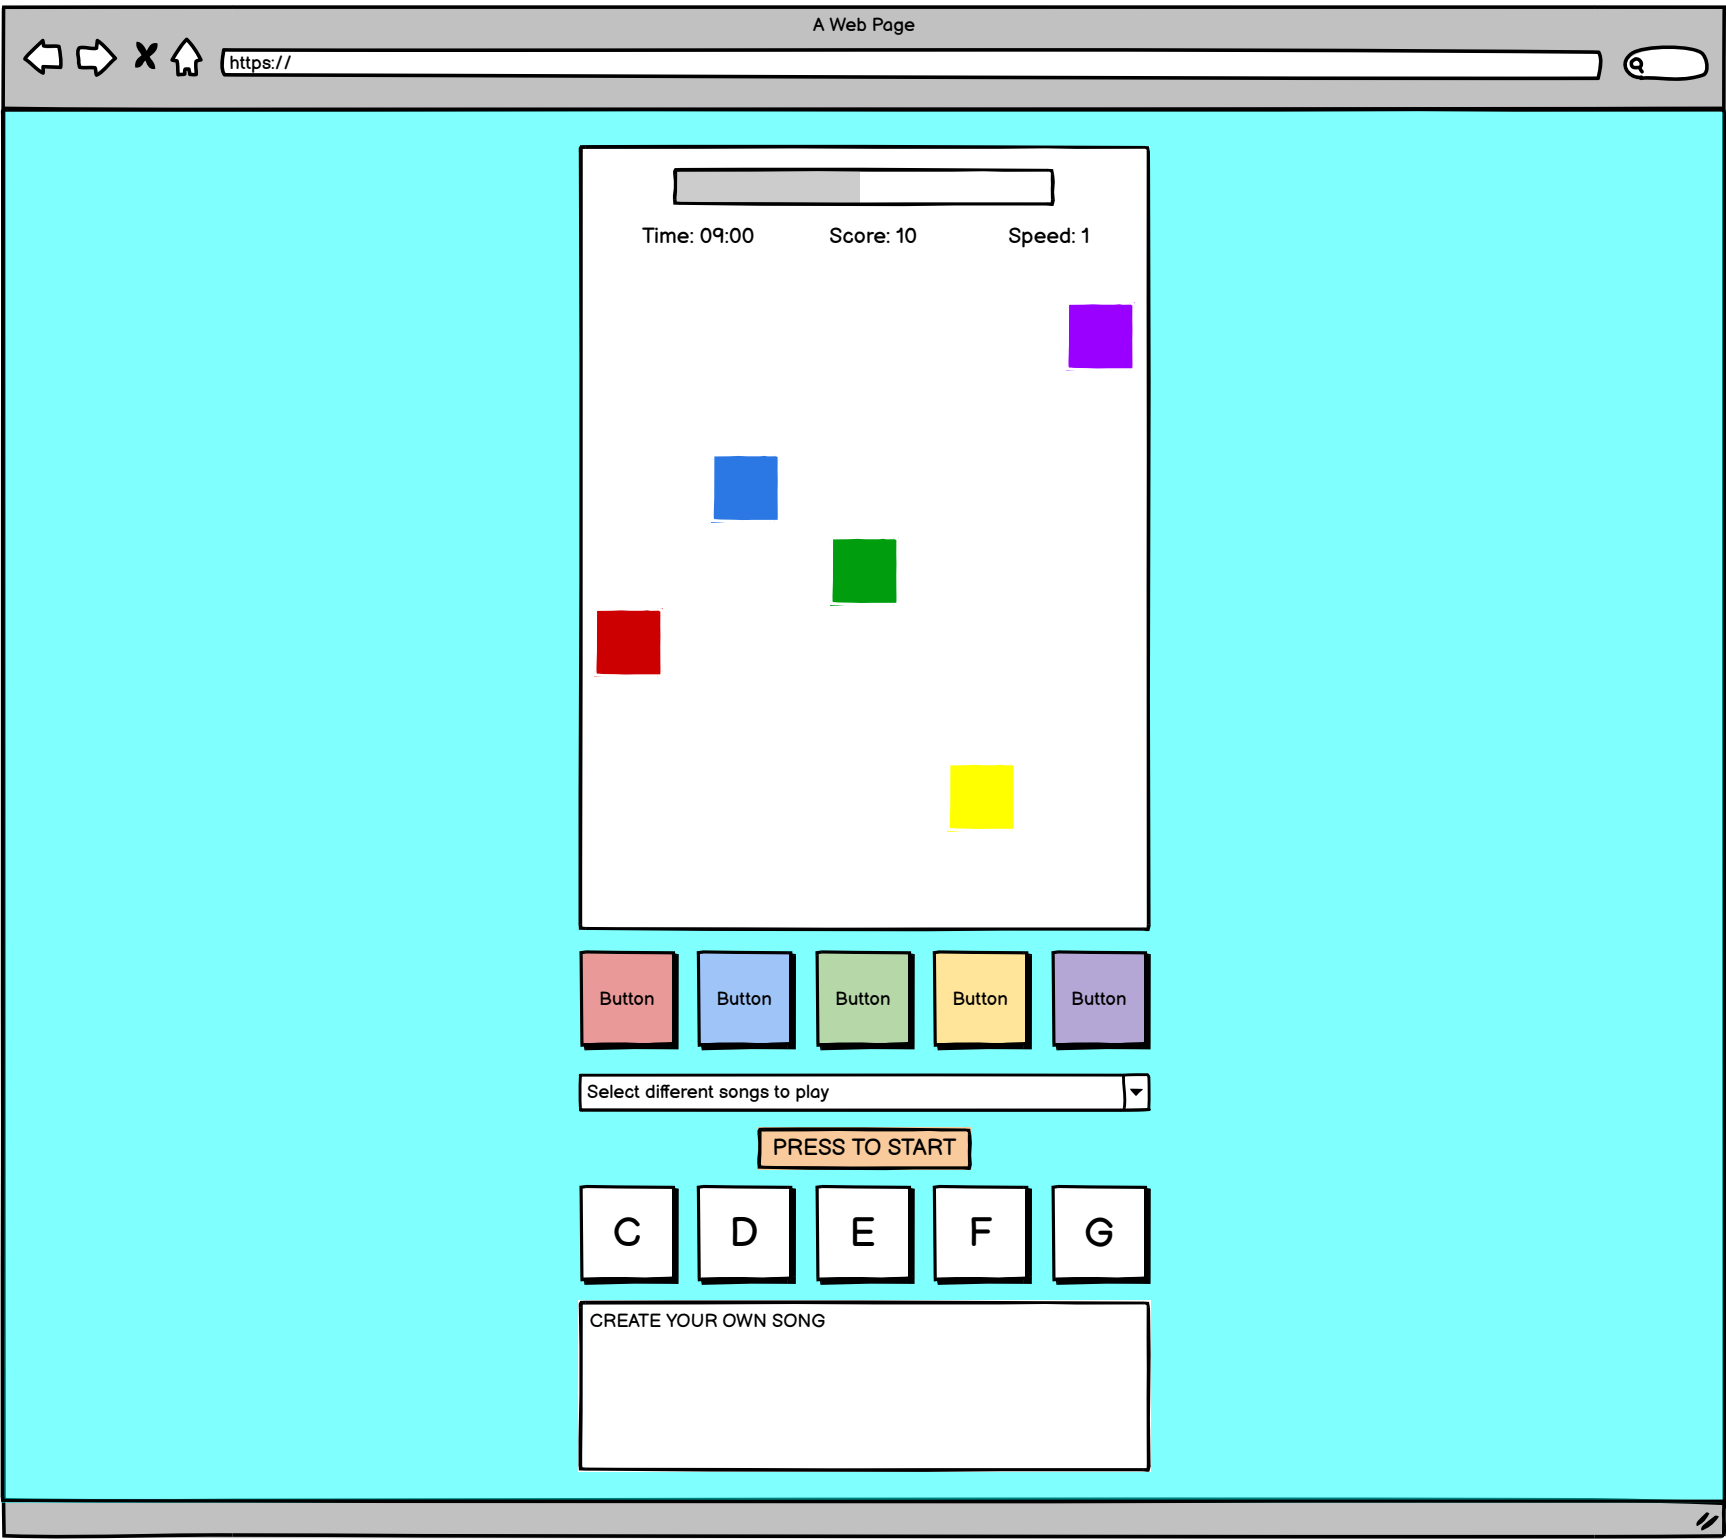 A Web Page
https://
Time: 09:00 Score: 10 Speed: 1
Button Button Button Button Button
Select different songs to play
PRESS TO START
C D E F G
CREATE YOUR OWN SONG